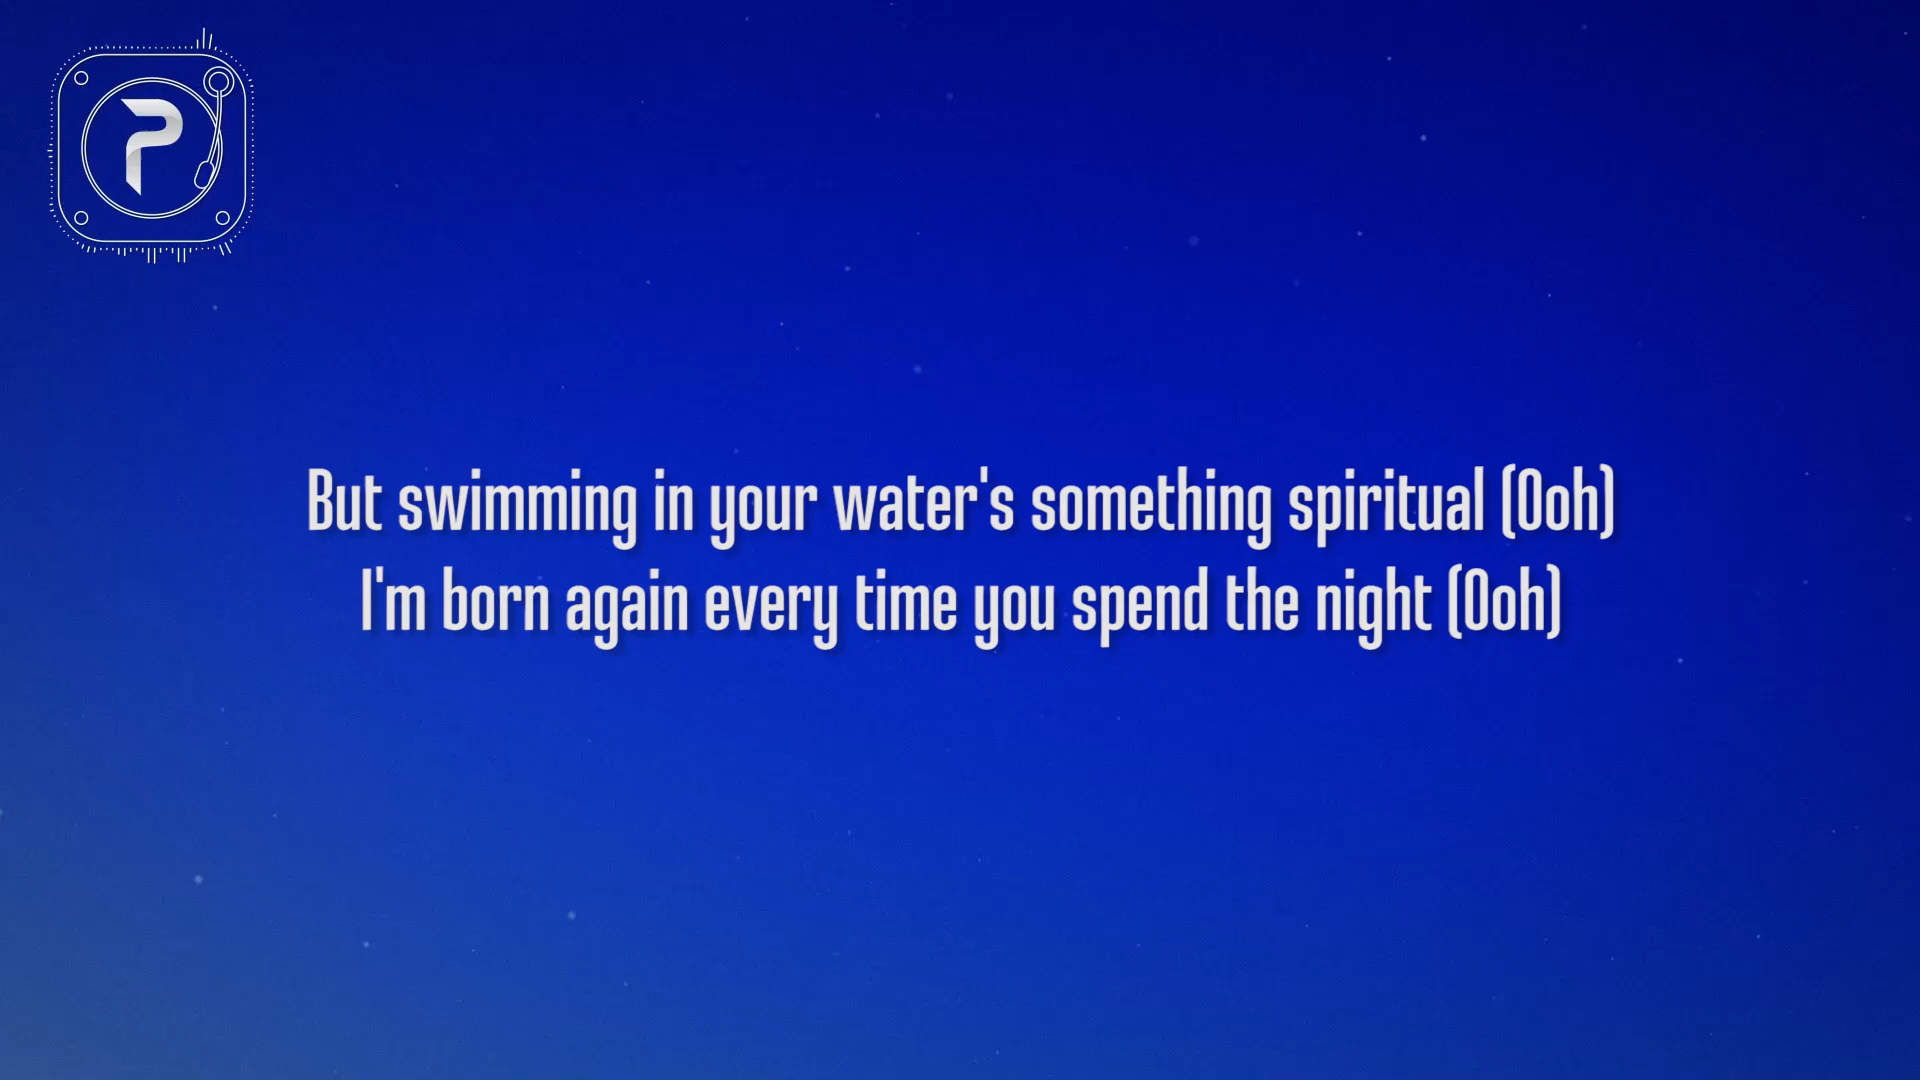 P
But swimming in your water's something spiritual (Ooh)
I'm born again every time you spend the night (Ooh)